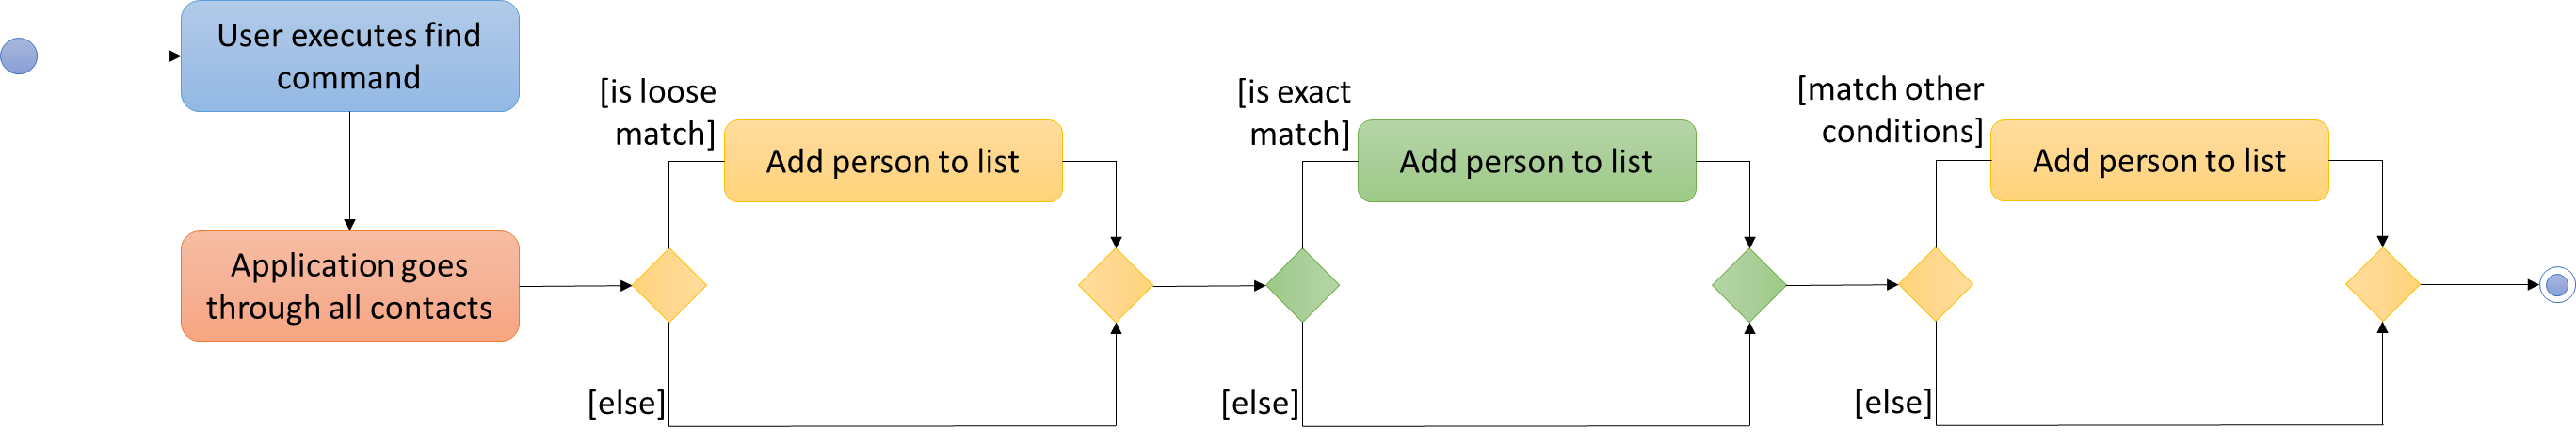 User executes find
command
Application goes
through all contacts
[is loose
match]
Add person to list
[else]
[is exact
match]
Add person to list
[else]
[match other
conditions]
Add person to list
[else]